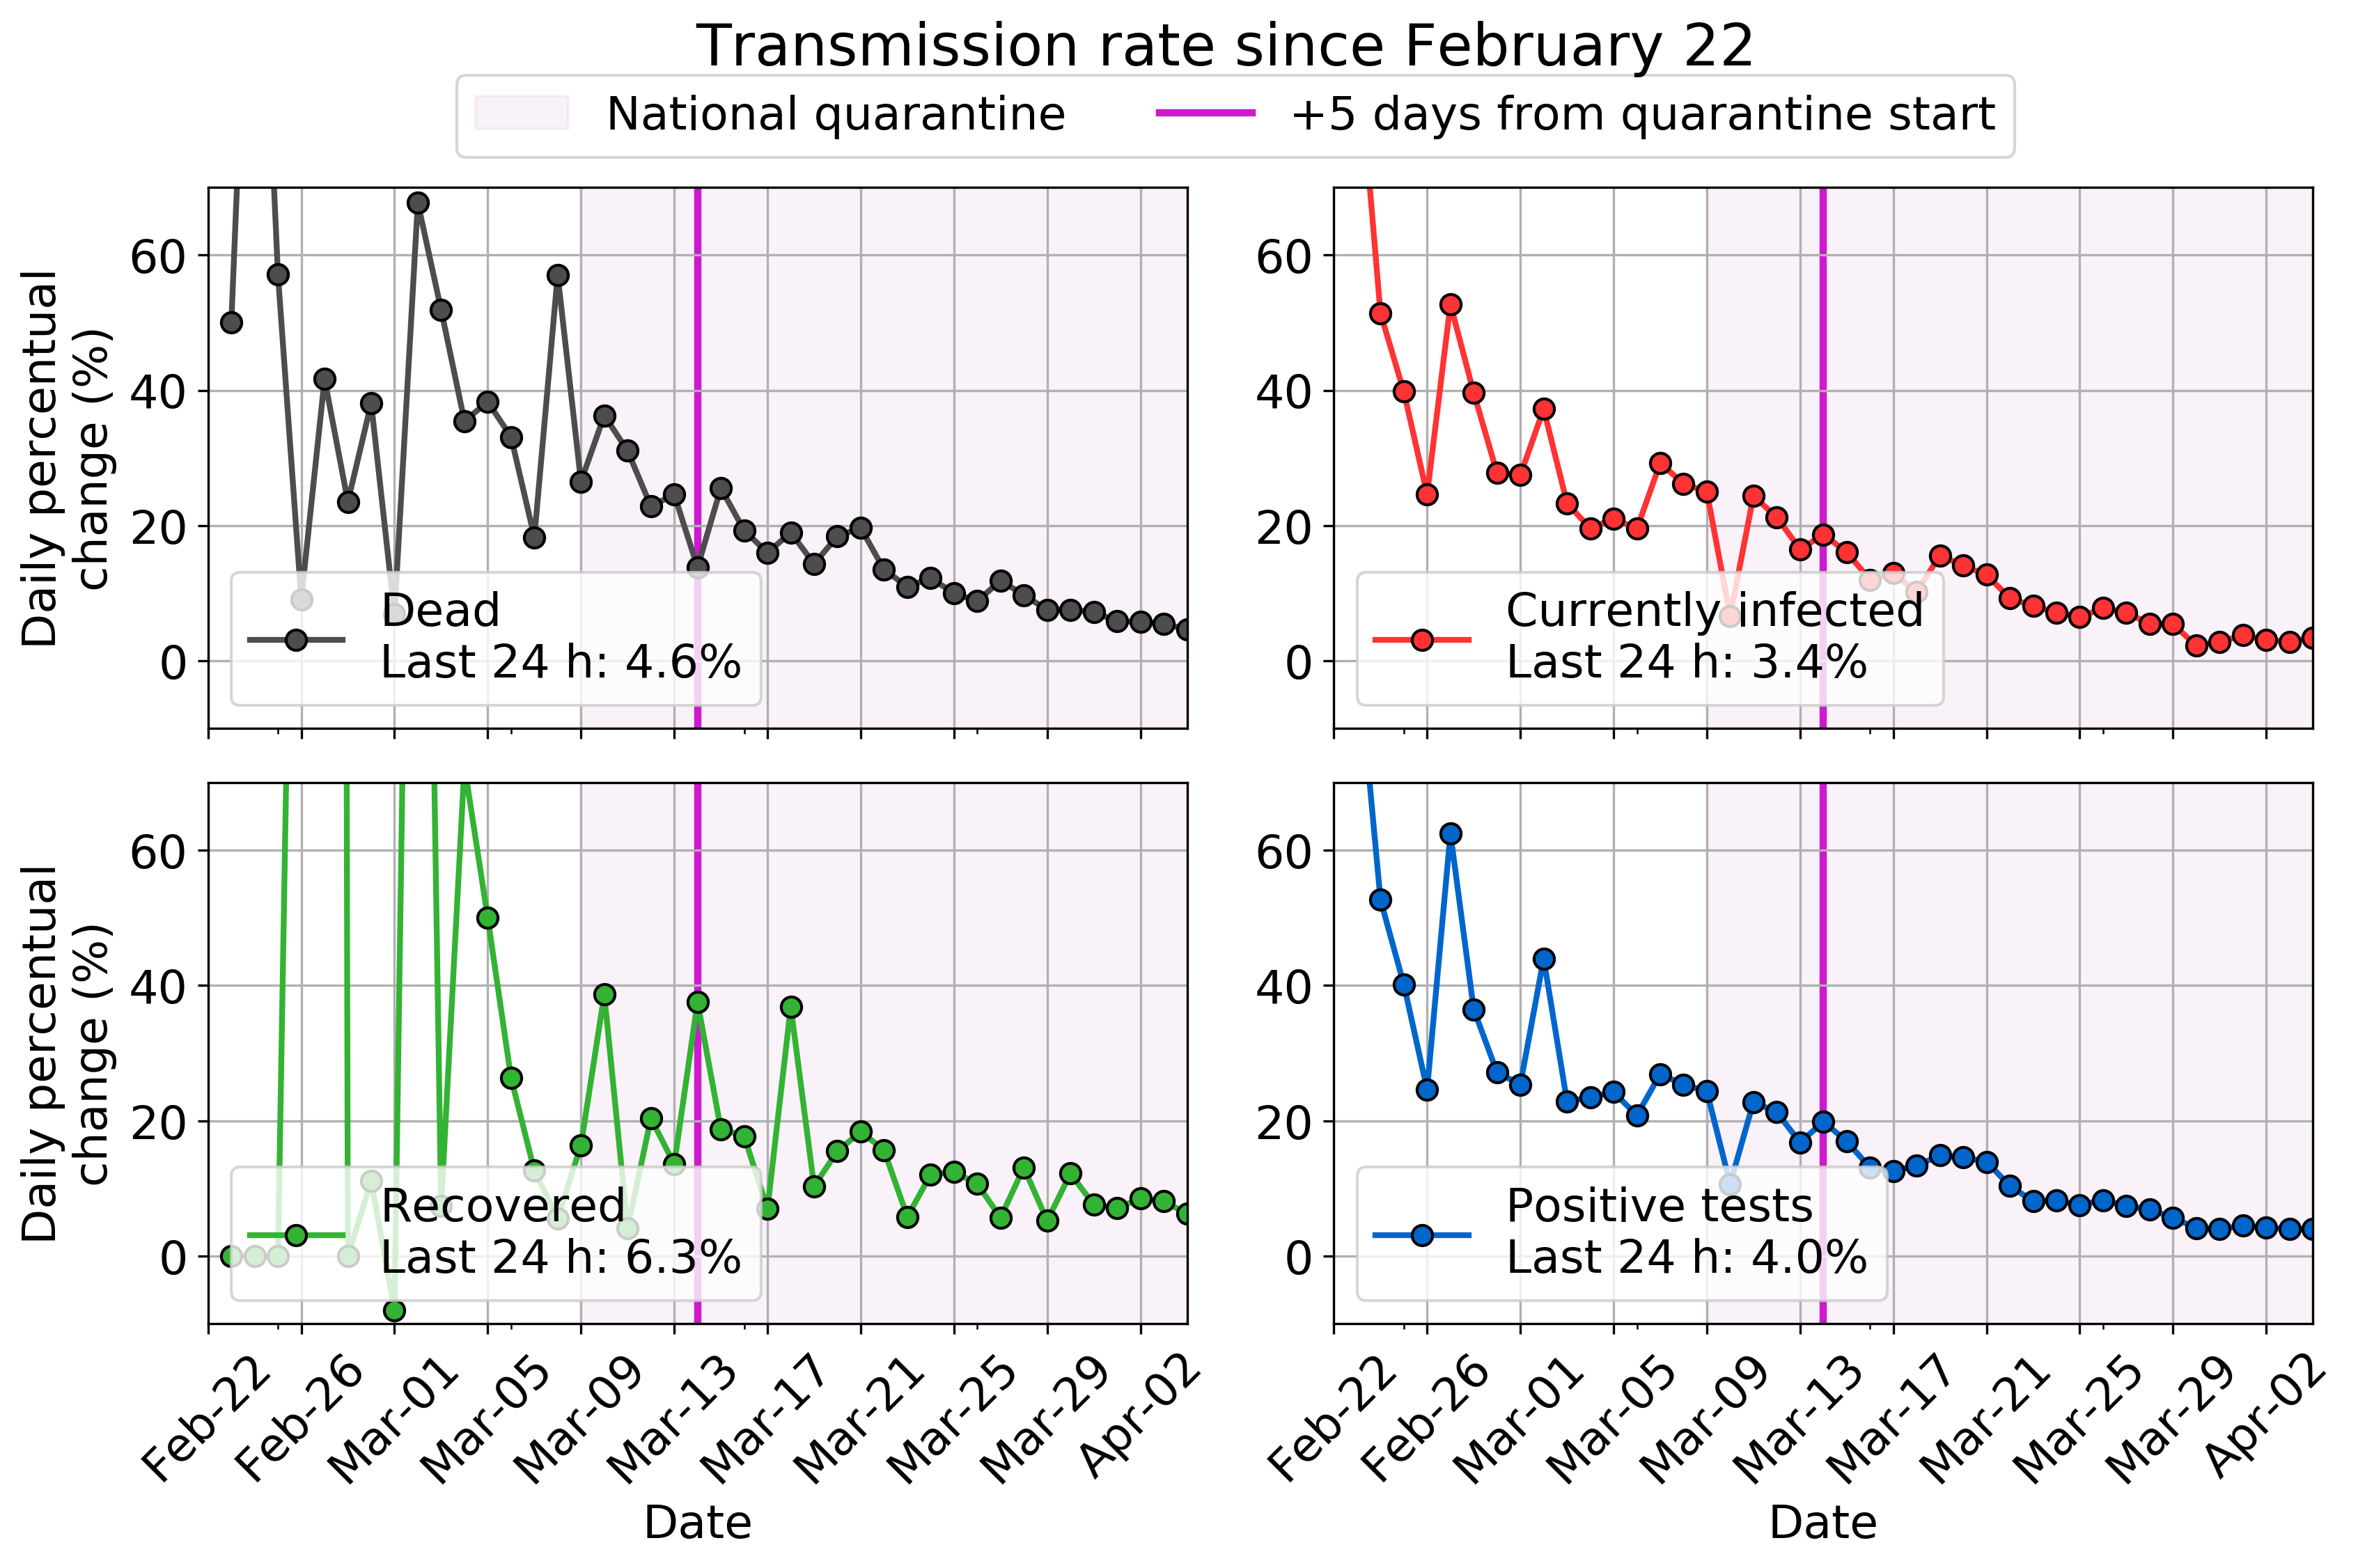 Transmission rate since February 22
National quarantine
+5 days from quarantine start
Daily percentual
change (%)
60
40
20
0
Dead
Last 24 h: 4.6%
60
40
20
0
Currently infected
Last 24 h: 3.4%
Daily percentual
change (%)
60
40
20
0
Recovered
Last 24 h: 6.3%
Feb-22
Feb-26
Mar-01
Mar-05
Mar-09
Mar-13
Mar-17
Mar-21
Mar-25
Mar-29
Apr-02
Date
60
40
20
0
Positive tests
Last 24 h: 4.0%
Feb-22
Feb-26
Mar-01
Mar-05
Mar-09
Mar-13
Mar-17
Mar-21
Mar-25
Mar-29
Apr-02
Date